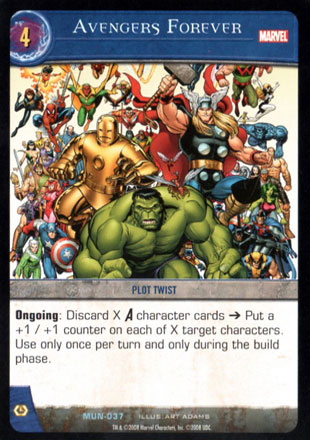 4
AVENGERS FOREVER
MARVEL
PLOT TWIST
Ongoing: Discard X A character cards ➔ Put a
+1 / +1 counter on each of X target characters.
Use only once per turn and only during the build
phase.
MUN-037 ILLUS: ART ADAMS
TM & ©2008 Marvel Characters, Inc. ©2008 UDC.